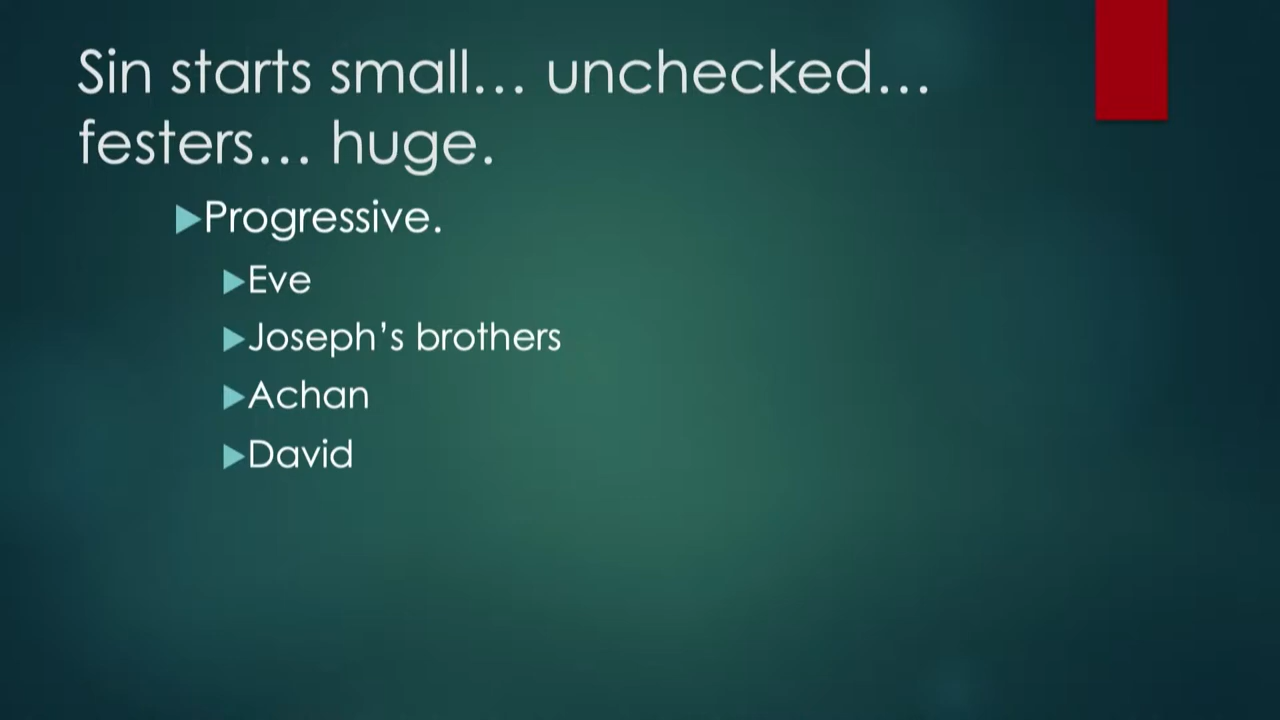 Sin starts small... unchecked...
festers... huge.
Progressive.
Eve
Joseph's brothers
Achan
David